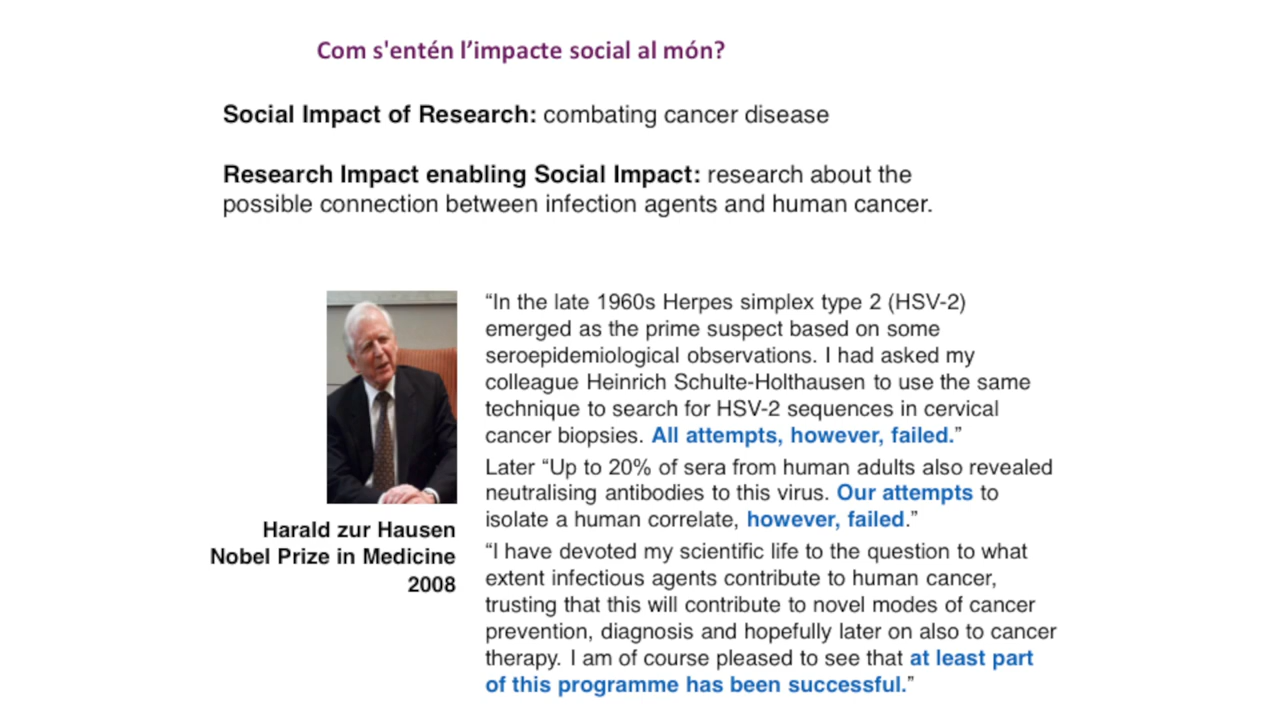 Com s'entén l’impacte social al món?
Social Impact of Research: combating cancer disease
Research Impact enabling Social Impact: research about the
possible connection between infection agents and human cancer.
“In the late 1960s Herpes simplex type 2 (HSV-2)
emerged as the prime suspect based on some
seroepidemiological observations. I had asked my
colleague Heinrich Schulte-Holthausen to use the same
technique to search for HSV-2 sequences in cervical
cancer biopsies. All attempts, however, failed.”
Later “Up to 20% of sera from human adults also revealed
neutralising antibodies to this virus. Our attempts to
isolate a human correlate, however, failed.”
“I have devoted my scientific life to the question to what
extent infectious agents contribute to human cancer,
trusting that this will contribute to novel modes of cancer
prevention, diagnosis and hopefully later on also to cancer
therapy. I am of course pleased to see that at least part
of this programme has been successful.”
Harald zur Hausen
Nobel Prize in Medicine
2008